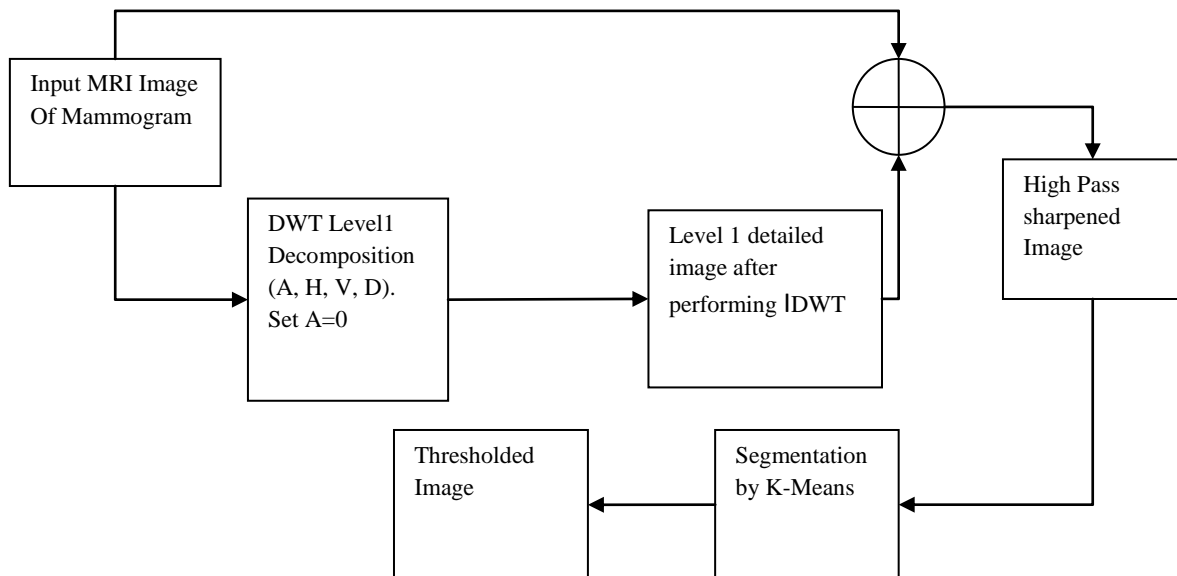 Input MRI Image
Of Mammogram
DWT Level1
Decomposition
(A, H, V, D).
Set A=0
Level 1 detailed
image after
performing IDWT
High Pass
sharpened
Image
Segmentation
by K-Means
Thresholded
Image